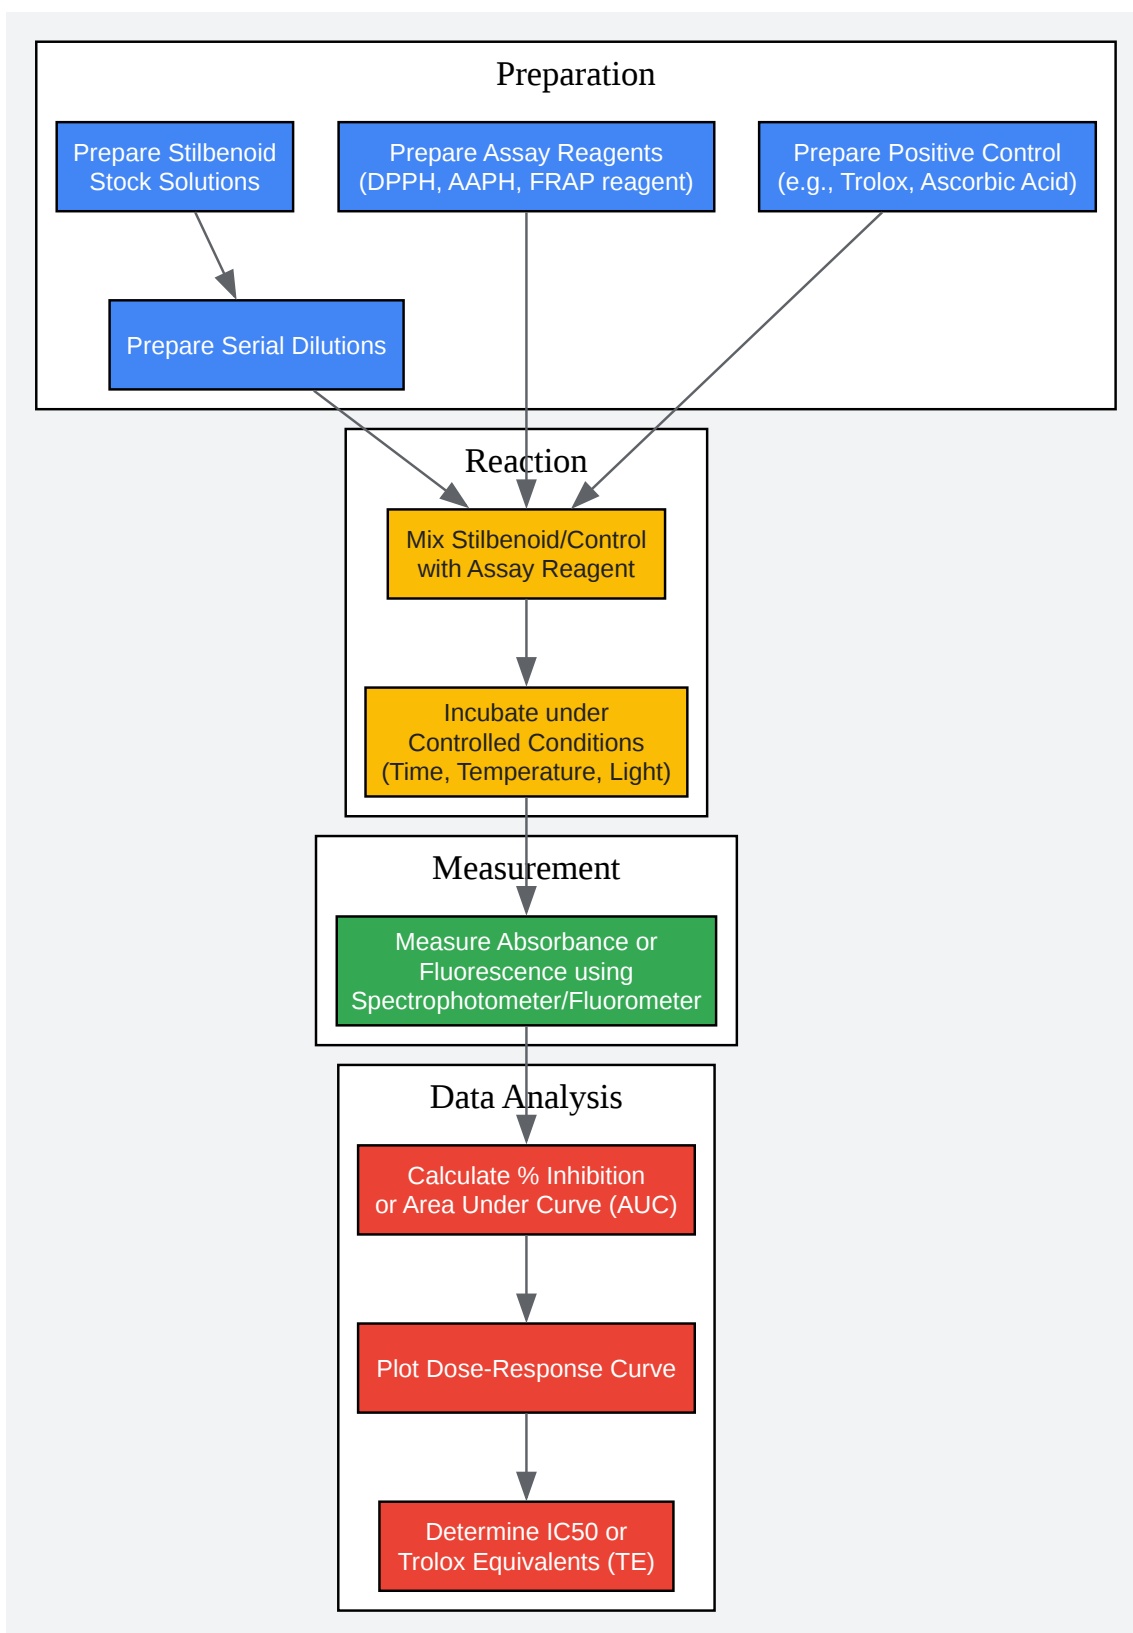 Preparation
Prepare Stilbenoid
Stock Solutions
Prepare Assay Reagents
(DPPH, AAPH, FRAP reagent)
Prepare Positive Control
(e.g., Trolox, Ascorbic Acid)
Prepare Serial Dilutions
Reaction
Mix Stilbenoid/Control
with Assay Reagent
Incubate under
Controlled Conditions
(Time, Temperature, Light)
Measurement
Measure Absorbance or
Fluorescence using
Spectrophotometer/Fluorometer
Data Analysis
Calculate % Inhibition
or Area Under Curve (AUC)
Plot Dose-Response Curve
Determine IC50 or
Trolox Equivalents (TE)